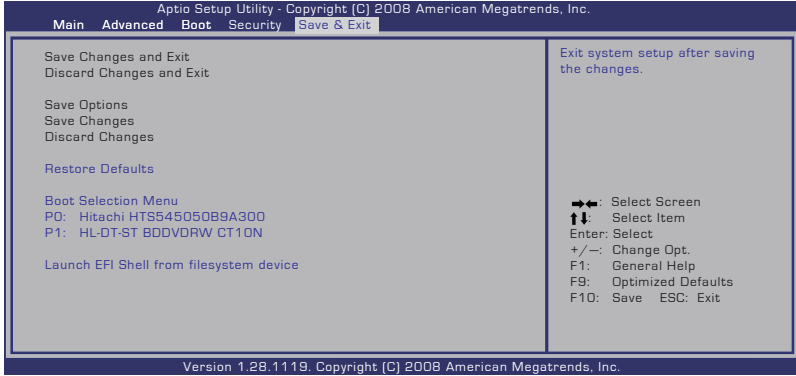 Aptio Setup Utility - Copyright (C) 2008 American Megatrends, Inc.
Main Advanced Boot Security Save & Exit
Save Changes and Exit
Discard Changes and Exit
Save Options
Save Changes
Discard Changes
Restore Defaults
Boot Selection Menu
P0: Hitachi HTS545050B9A300
P1: HL-DT-ST BDDVDRW CT10N
Launch EFI Shell from filesystem device
Exit system setup after saving
the changes.
→←: Select Screen
↑↓: Select Item
Enter: Select
+/—: Change Opt.
F1: General Help
F9: Optimized Defaults
F10: Save ESC: Exit
Version 1.28.1119. Copyright (C) 2008 American Megatrends, Inc.